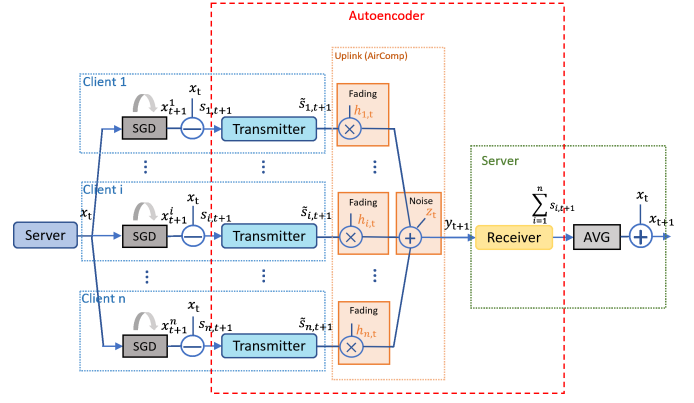 Autoencoder
Uplink (AirComp)
Client 1
x_t
x^1_{t+1}
s_{1,t+1}
SGD
Transmitter
s̃_{1,t+1}
Fading
h_{1,t}
Client i
x_t
x^i_{t+1}
s_{i,t+1}
SGD
Transmitter
s̃_{i,t+1}
Fading
h_{i,t}
Noise
z_t
Server
x_t
y_{t+1}
Server
Receiver
\sum_{i=1}^{n} s_{i,t+1}
AVG
x_t
x_{t+1}
Client n
x_t
x^n_{t+1}
s_{n,t+1}
SGD
Transmitter
s̃_{n,t+1}
Fading
h_{n,t}